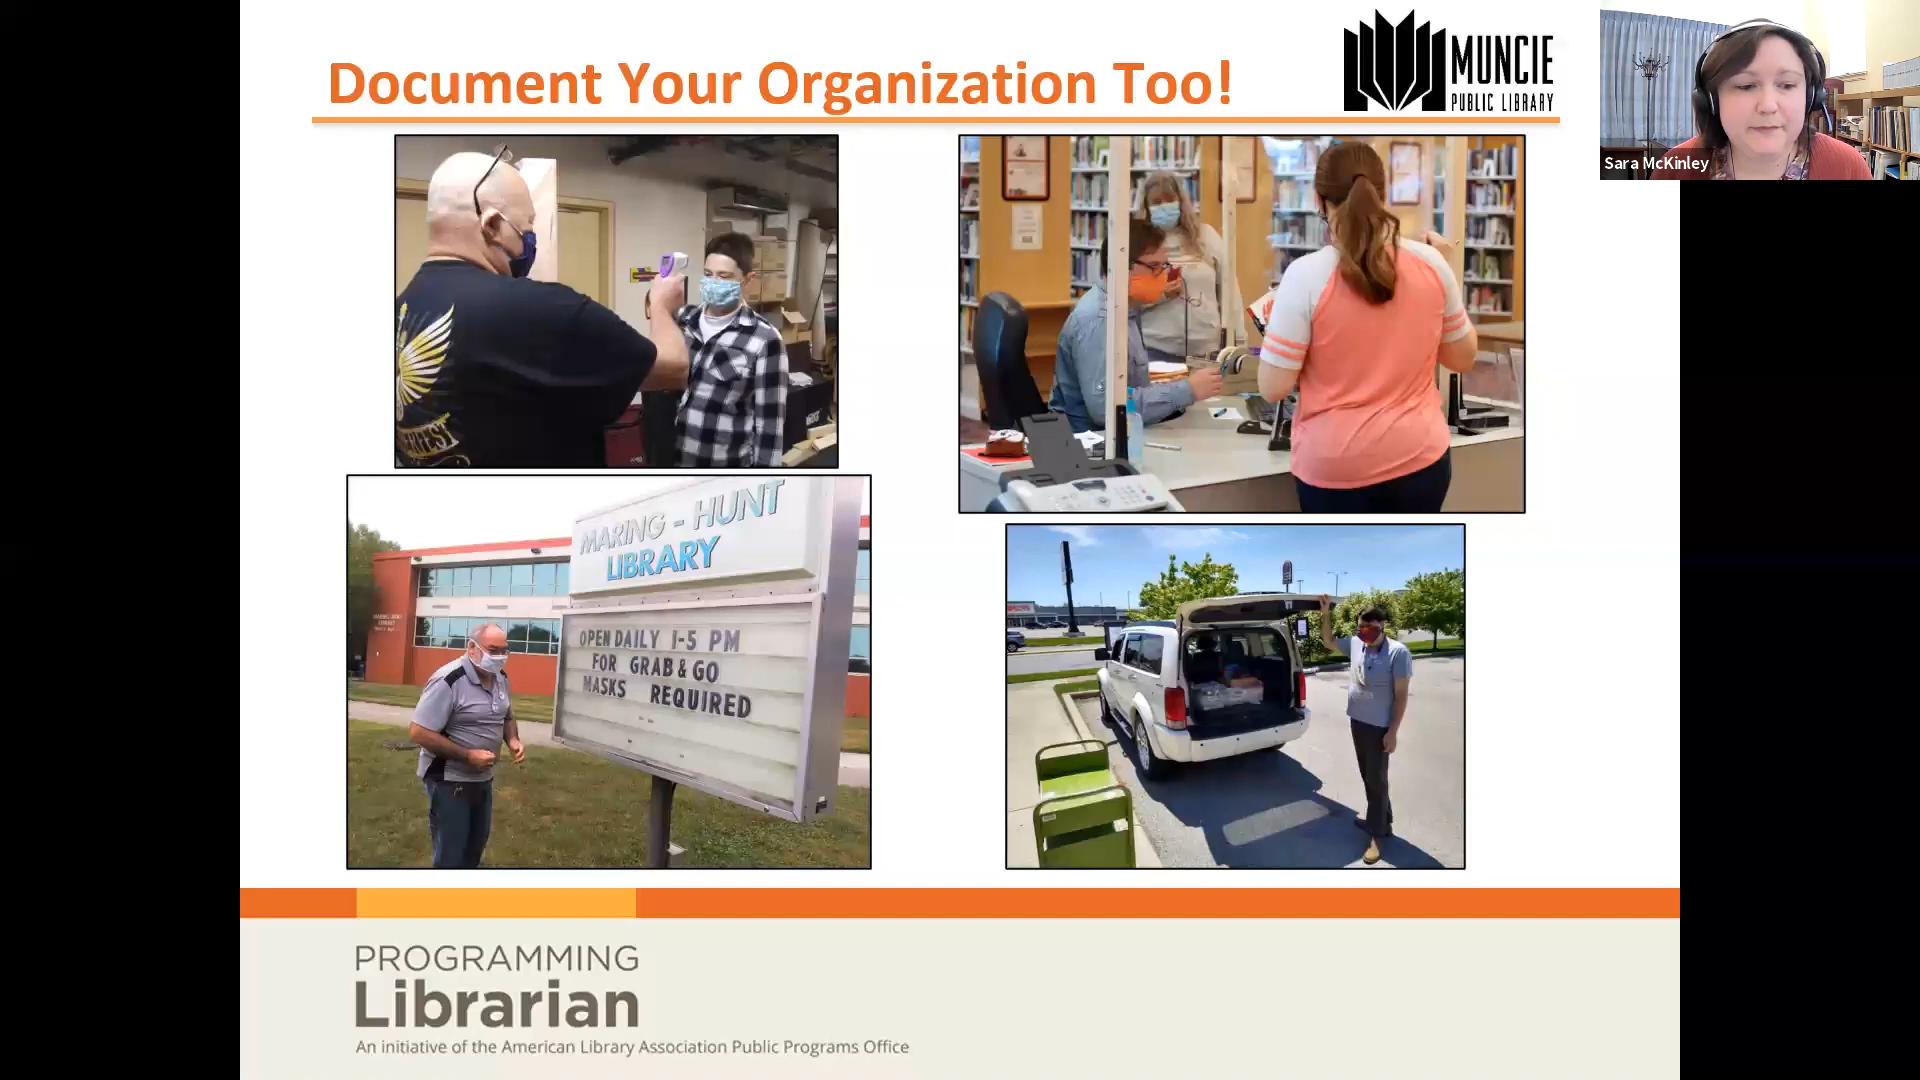 Document Your Organization Too!
MUNCIE
PUBLIC LIBRARY
Sara McKinley
MARING - HUNT
LIBRARY
OPEN DAILY 1-5 PM
FOR GRAB & GO
MASKS REQUIRED
PROGRAMMING
Librarian
An initiative of the American Library Association Public Programs Office